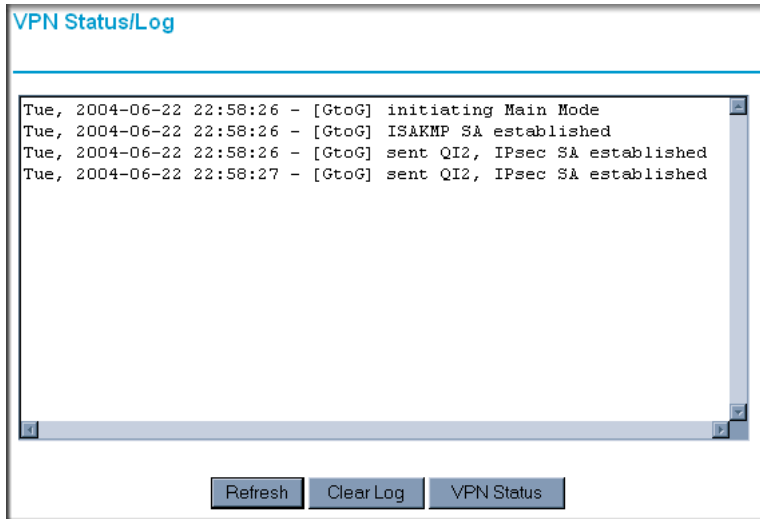 VPN Status/Log
Tue, 2004-06-22 22:58:26 - [GtoG] initiating Main Mode
Tue, 2004-06-22 22:58:26 - [GtoG] ISAKMP SA established
Tue, 2004-06-22 22:58:26 - [GtoG] sent QI2, IPsec SA established
Tue, 2004-06-22 22:58:27 - [GtoG] sent QI2, IPsec SA established
Refresh Clear Log VPN Status